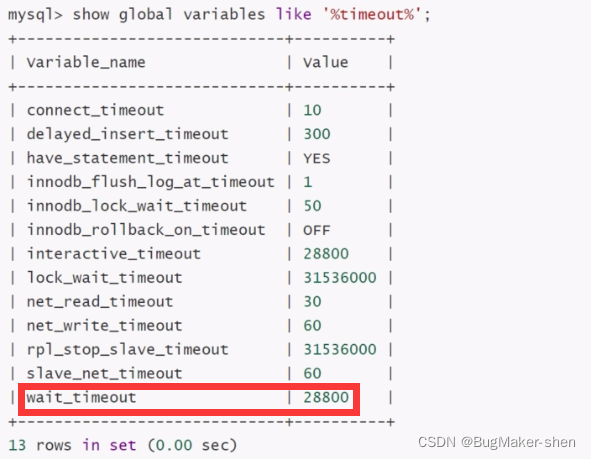 mysql> show global variables like '%timeout%';
+-----------------------------+----------+
| Variable_name               | Value    |
+-----------------------------+----------+
| connect_timeout             | 10       |
| delayed_insert_timeout      | 300      |
| have_statement_timeout      | YES      |
| innodb_flush_log_at_timeout | 1        |
| innodb_lock_wait_timeout    | 50       |
| innodb_rollback_on_timeout  | OFF      |
| interactive_timeout         | 28800    |
| lock_wait_timeout           | 31536000 |
| net_read_timeout            | 30       |
| net_write_timeout           | 60       |
| rpl_stop_slave_timeout      | 31536000 |
| slave_net_timeout           | 60       |
| wait_timeout                | 28800    |
+-----------------------------+----------+
13 rows in set (0.00 sec)
CSDN @BugMaker-shen